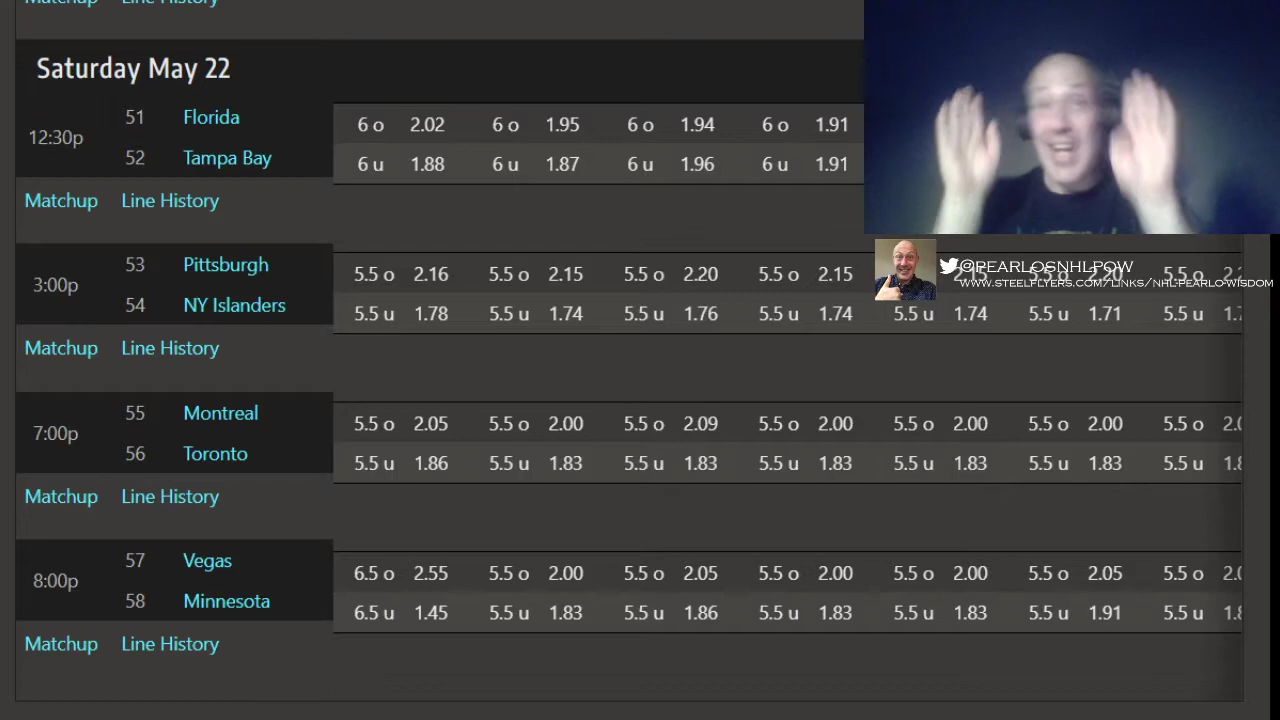 Matchup Line History
Saturday May 22
12:30p 51 Florida 6 o 2.02 6 o 1.95 6 o 1.94 6 o 1.91
52 Tampa Bay 6 u 1.88 6 u 1.87 6 u 1.96 6 u 1.91
Matchup Line History
@PEARLOSNHLPOW
WWW.STEELFLYERS.COM/LINKS/NHL-PEARLO-WISDOM
3:00p 53 Pittsburgh 5.5 o 2.16 5.5 o 2.15 5.5 o 2.20 5.5 o 2.15 2.15 5.5 o 2.20 5.5 o
54 NY Islanders 5.5 u 1.78 5.5 u 1.74 5.5 u 1.76 5.5 u 1.74 5.5 u 1.74 5.5 u 1.71 5.5 u
Matchup Line History
7:00p 55 Montreal 5.5 o 2.05 5.5 o 2.00 5.5 o 2.09 5.5 o 2.00 5.5 o 2.00 5.5 o 2.00 5.5 o
56 Toronto 5.5 u 1.86 5.5 u 1.83 5.5 u 1.83 5.5 u 1.83 5.5 u 1.83 5.5 u 1.83 5.5 u
Matchup Line History
8:00p 57 Vegas 6.5 o 2.55 5.5 o 2.00 5.5 o 2.05 5.5 o 2.00 5.5 o 2.00 5.5 o 2.05 5.5 o
58 Minnesota 6.5 u 1.45 5.5 u 1.83 5.5 u 1.86 5.5 u 1.83 5.5 u 1.83 5.5 u 1.91 5.5 u
Matchup Line History